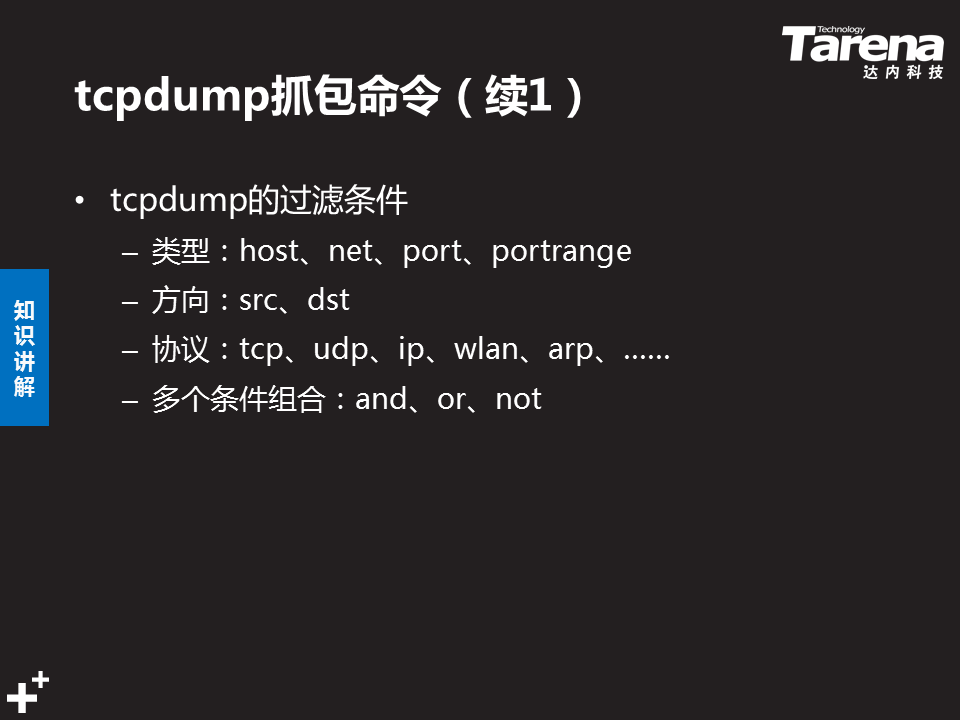 Technology
Tarena
达内科技
tcpdump抓包命令（续1）
• tcpdump的过滤条件
– 类型：host、net、port、portrange
– 方向：src、dst
– 协议：tcp、udp、ip、wlan、arp、……
– 多个条件组合：and、or、not
知
识
讲
解